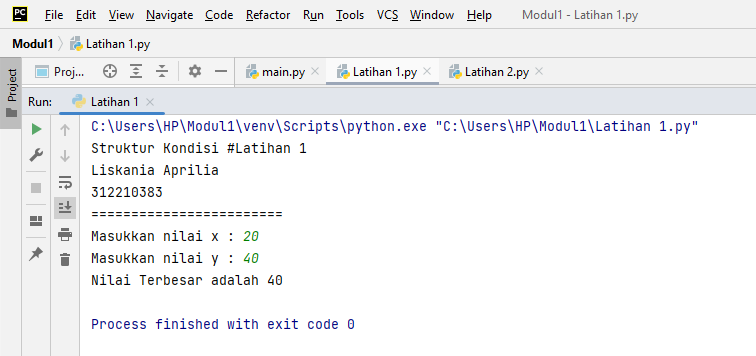 PC File Edit View Navigate Code Refactor Run Tools VCS Window Help Modul1 - Latihan 1.py
Modul1 Latihan 1.py
Project
Proj... main.py Latihan 1.py Latihan 2.py
Run: Latihan 1
C:\Users\HP\Modul1\venv\Scripts\python.exe "C:\Users\HP\Modul1\Latihan 1.py"
Struktur Kondisi #Latihan 1
Liskania Aprilia
312210383
========================
Masukkan nilai x : 20
Masukkan nilai y : 40
Nilai Terbesar adalah 40
Process finished with exit code 0